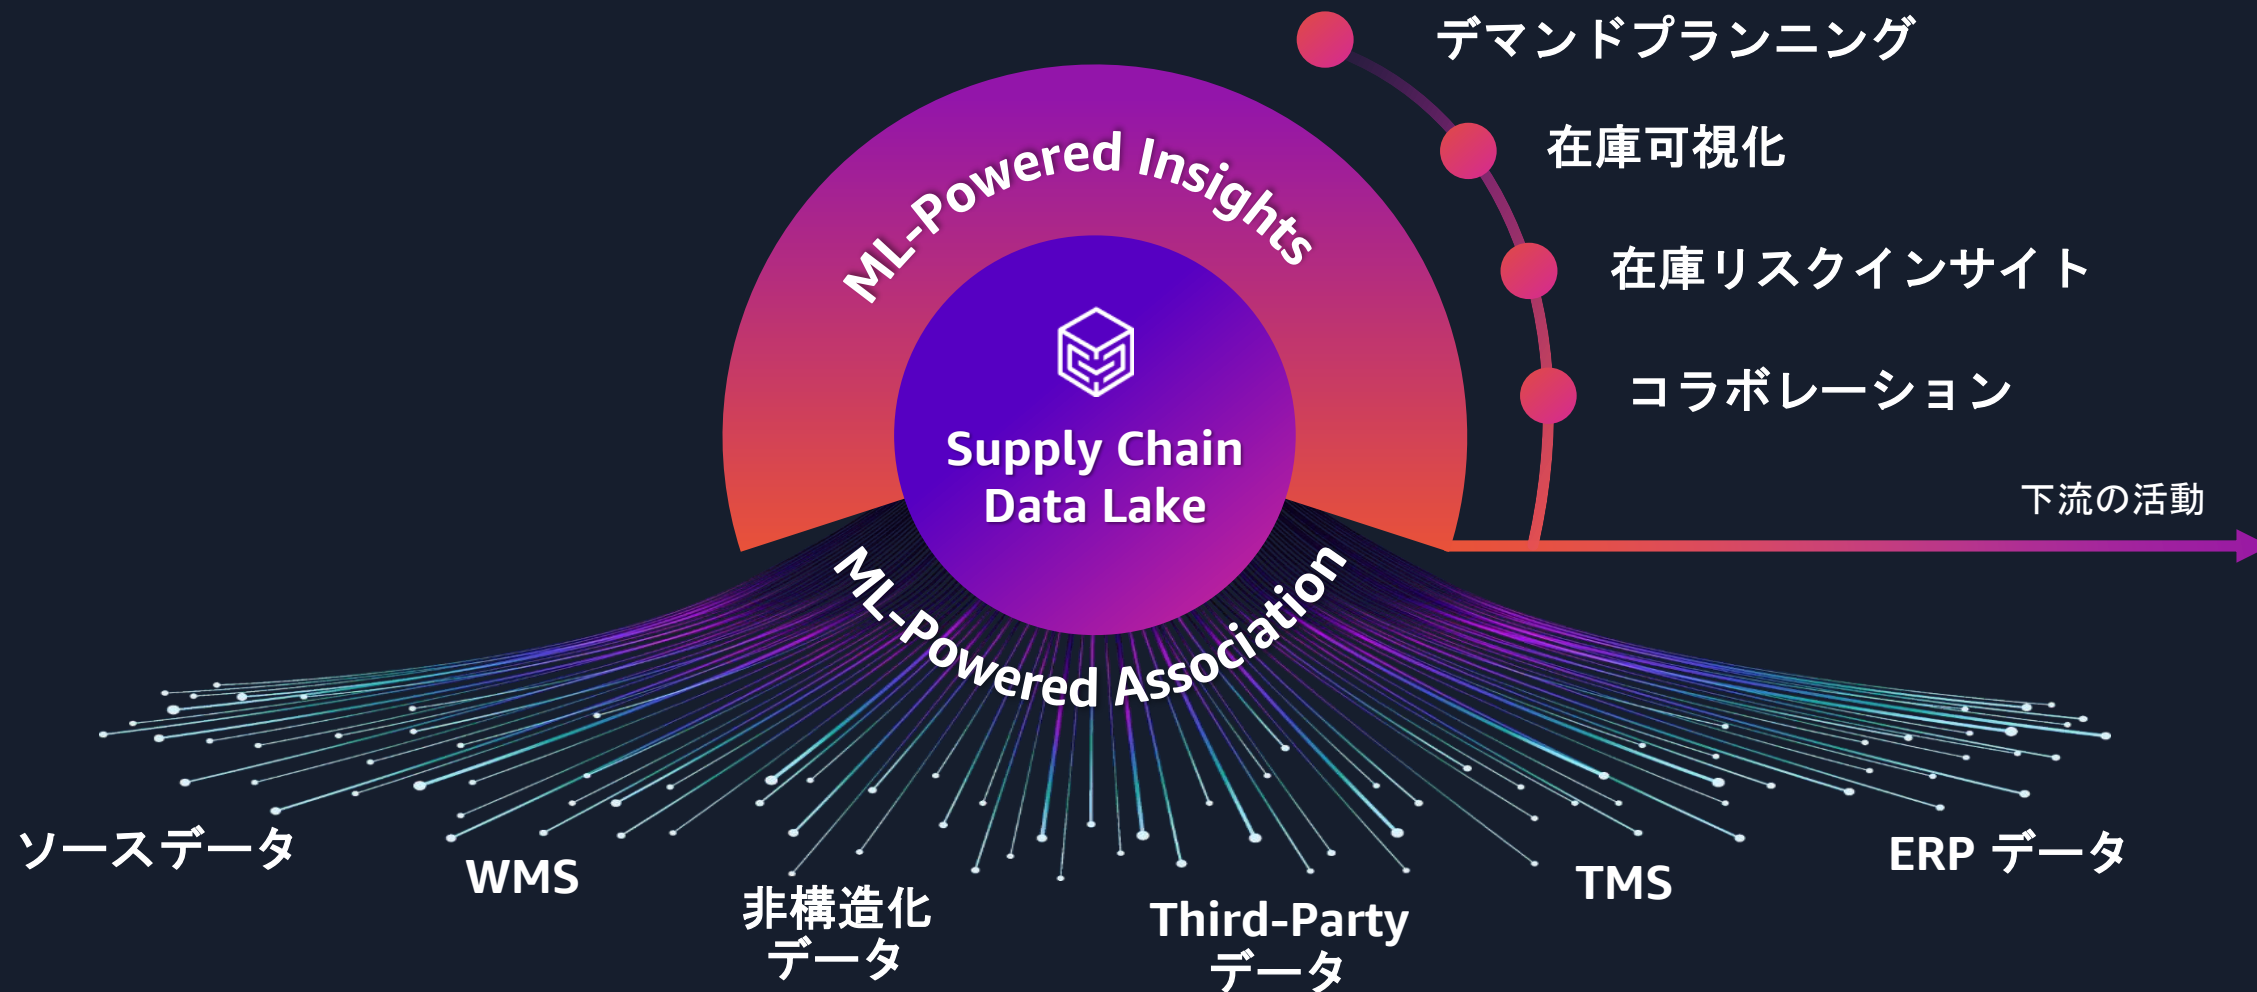 デマンドプランニング
在庫可視化
在庫リスクインサイト
コラボレーション
下流の活動
ML-Powered Insights
Supply Chain
Data Lake
ML-Powered Association
ソースデータ
WMS
非構造化
データ
Third-Party
データ
TMS
ERP データ